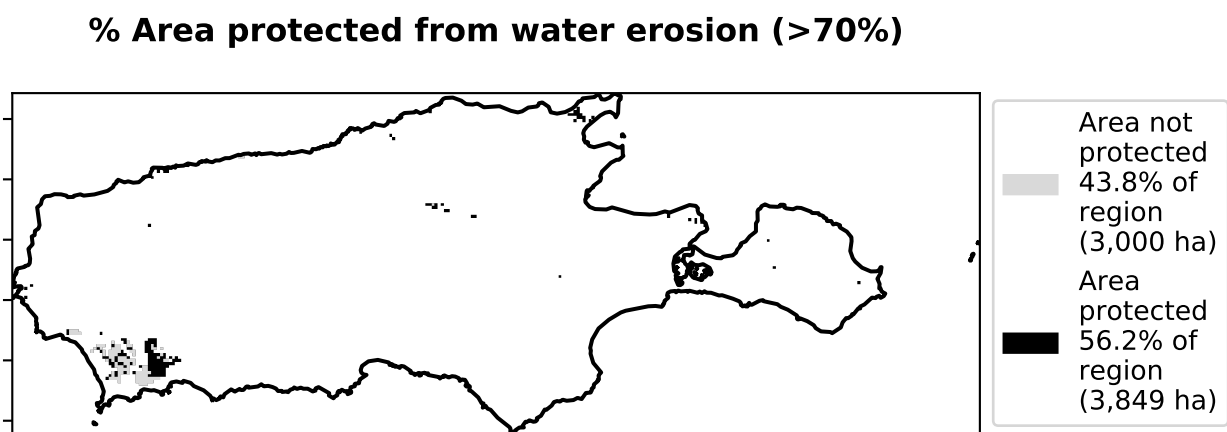 % Area protected from water erosion (>70%)
Area not
protected
43.8% of
region
(3,000 ha)
Area
protected
56.2% of
region
(3,849 ha)